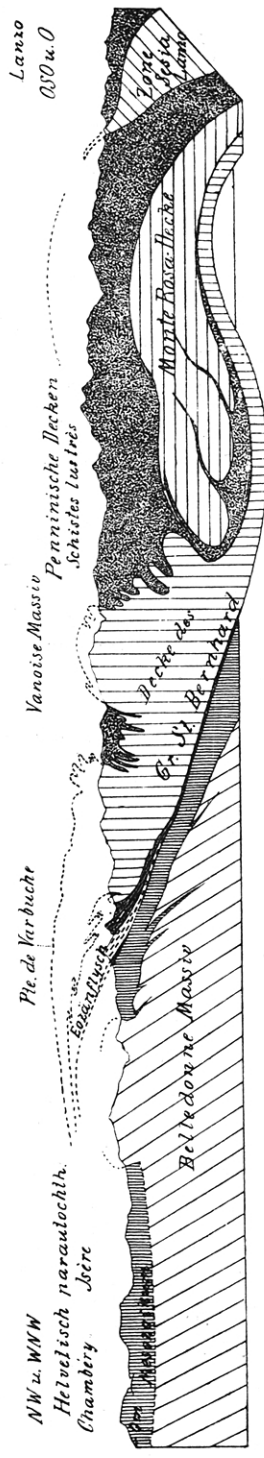 NW u. WNW
Helvetisch parautochth.
Chambéry
Isère
Pte. de Varbuche
Vanoise Massiv
Penninische Decken
Schistes lustrés
Lanzo
OSO u. O
Eozänflysch
Belledonne Massiv
Decke des
Gr. St. Bernhard
Monte Rosa Decke
Zone
Sesia
Lanzo